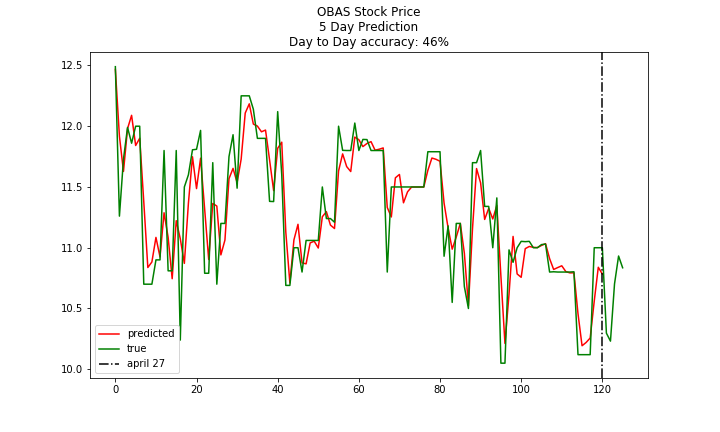 OBAS Stock Price
5 Day Prediction
Day to Day accuracy: 46%
12.5
12.0
11.5
11.0
10.5
10.0
predicted
true
april 27
0 20 40 60 80 100 120